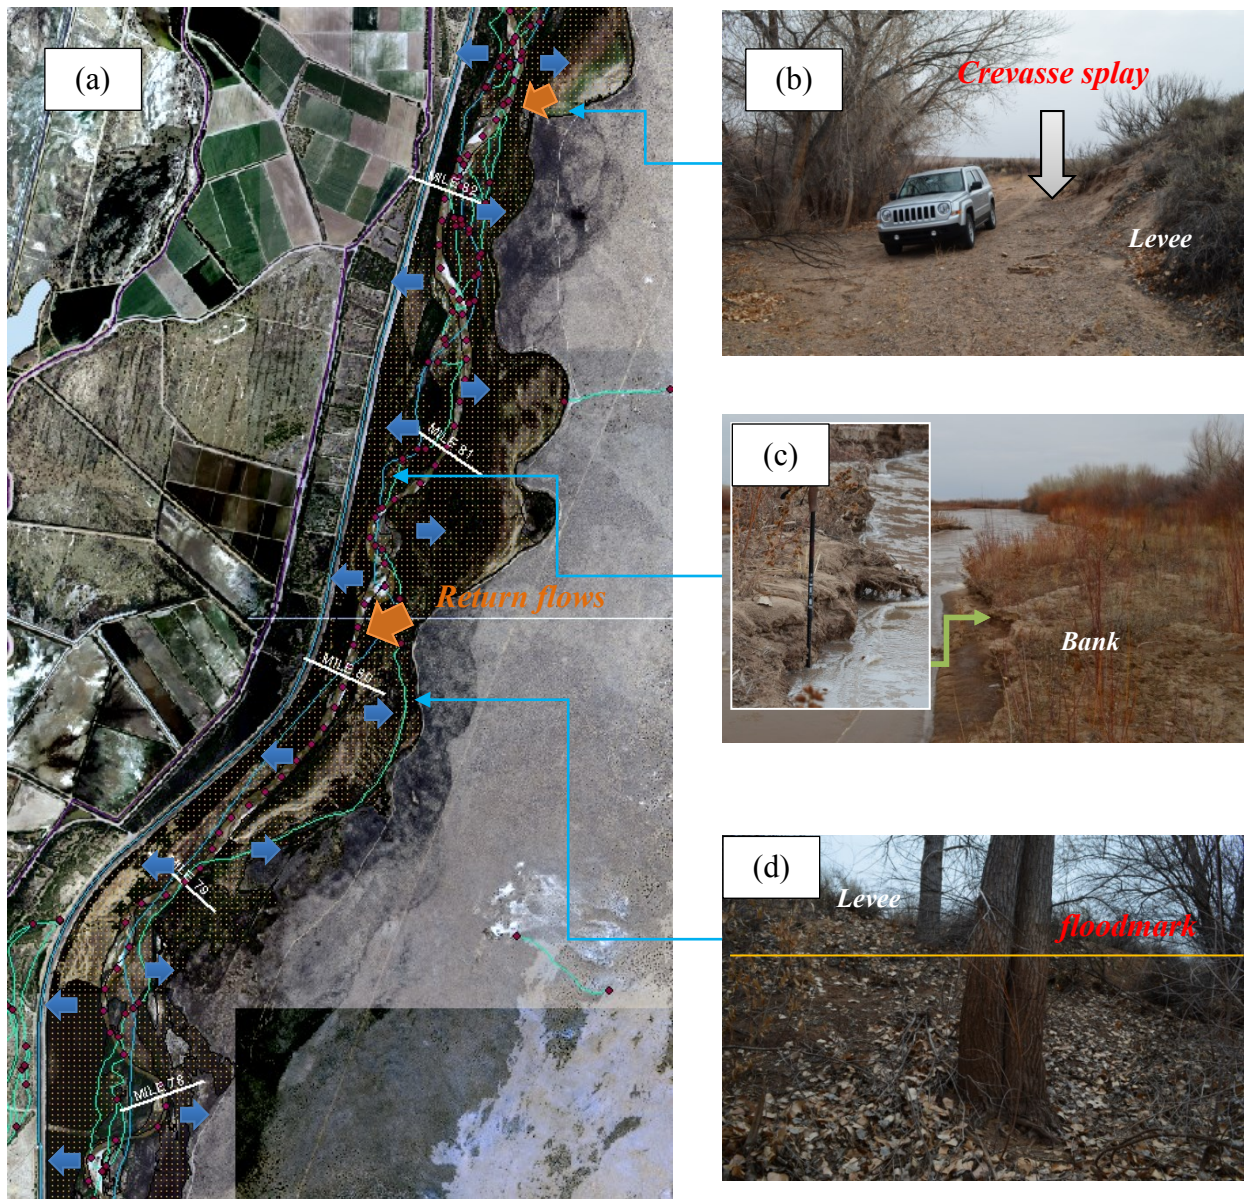 (a)
MILE 82
MILE 81
Return flows
MILE 80
MILE 79
MILE 78
(b)
Crevasse splay
Levee
(c)
Bank
(d)
Levee
floodmark